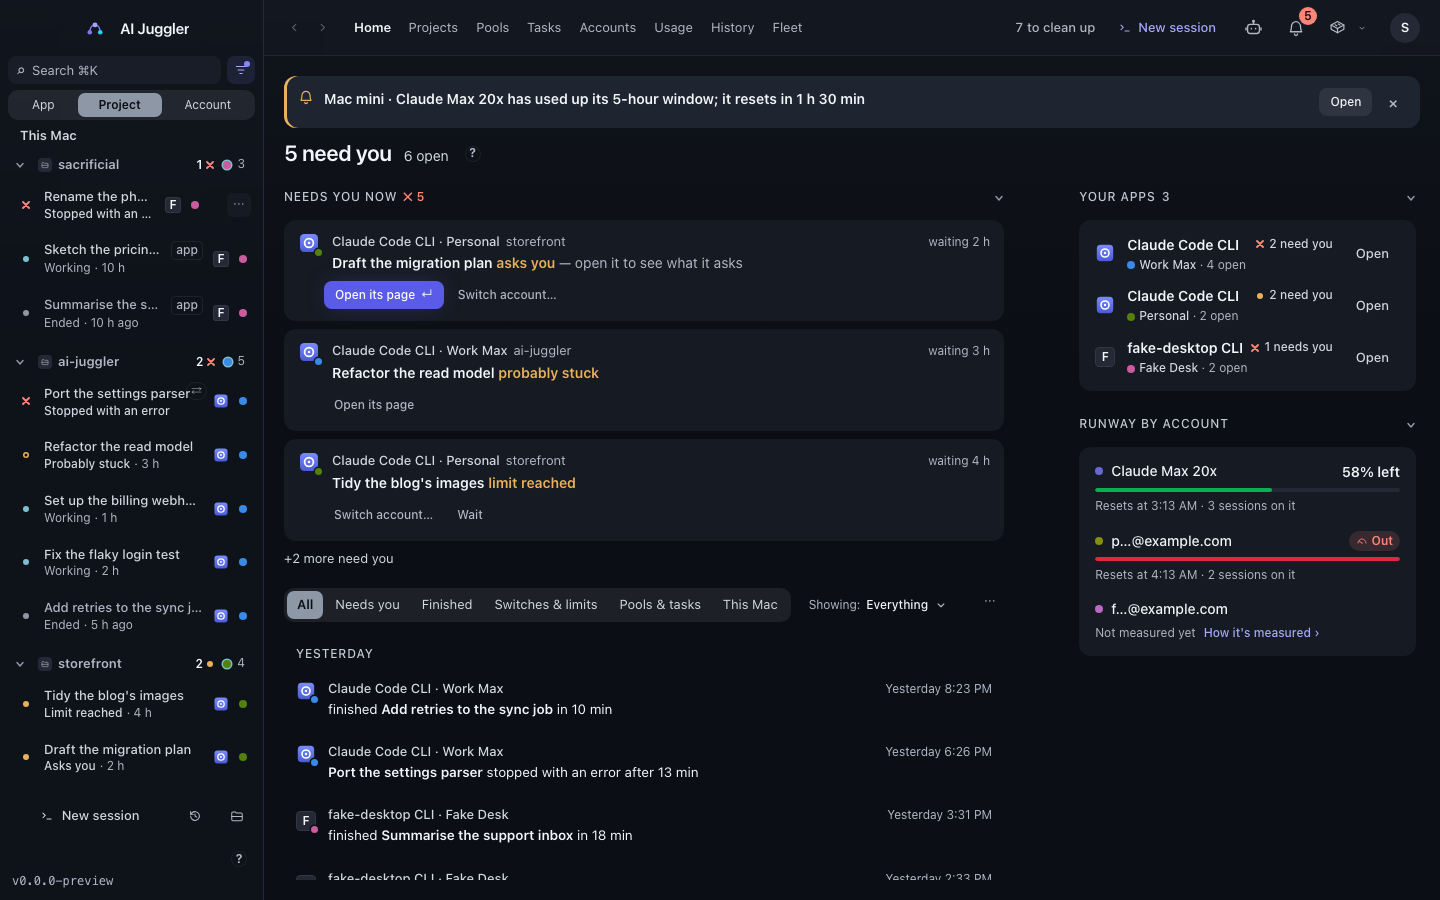 AI Juggler
Search ⌘K
App Project Account
This Mac
sacrificial 1 3
Rename the ph...
Stopped with an ...
F
Sketch the pricin... app
Working · 10 h
F
Summarise the s... app
Ended · 10 h ago
F
ai-juggler 2 5
Port the settings parser
Stopped with an error
Refactor the read model
Probably stuck · 3 h
Set up the billing webh...
Working · 1 h
Fix the flaky login test
Working · 2 h
Add retries to the sync j...
Ended · 5 h ago
storefront 2 4
Tidy the blog's images
Limit reached · 4 h
Draft the migration plan
Asks you · 2 h
New session
?
v0.0.0-preview
Home Projects Pools Tasks Accounts Usage History Fleet
7 to clean up New session 5 S
Mac mini · Claude Max 20x has used up its 5-hour window; it resets in 1 h 30 min
Open ×
5 need you 6 open ?
NEEDS YOU NOW 5
Claude Code CLI · Personal storefront waiting 2 h
Draft the migration plan asks you — open it to see what it asks
Open its page ↵ Switch account...
Claude Code CLI · Work Max ai-juggler waiting 3 h
Refactor the read model probably stuck
Open its page
Claude Code CLI · Personal storefront waiting 4 h
Tidy the blog's images limit reached
Switch account... Wait
+2 more need you
All Needs you Finished Switches & limits Pools & tasks This Mac Showing: Everything ...
YESTERDAY
Claude Code CLI · Work Max Yesterday 8:23 PM
finished Add retries to the sync job in 10 min
Claude Code CLI · Work Max Yesterday 6:26 PM
Port the settings parser stopped with an error after 13 min
F
fake-desktop CLI · Fake Desk Yesterday 3:31 PM
finished Summarise the support inbox in 18 min
fake-desktop CLI · Fake Desk Yesterday 2:33 PM
YOUR APPS 3
Claude Code CLI 2 need you
Work Max · 4 open
Open
Claude Code CLI 2 need you
Personal · 2 open
Open
F
fake-desktop CLI 1 needs you
Fake Desk · 2 open
Open
RUNWAY BY ACCOUNT
Claude Max 20x 58% left
Resets at 3:13 AM · 3 sessions on it
p...@example.com Out
Resets at 4:13 AM · 2 sessions on it
f...@example.com
Not measured yet How it's measured ›